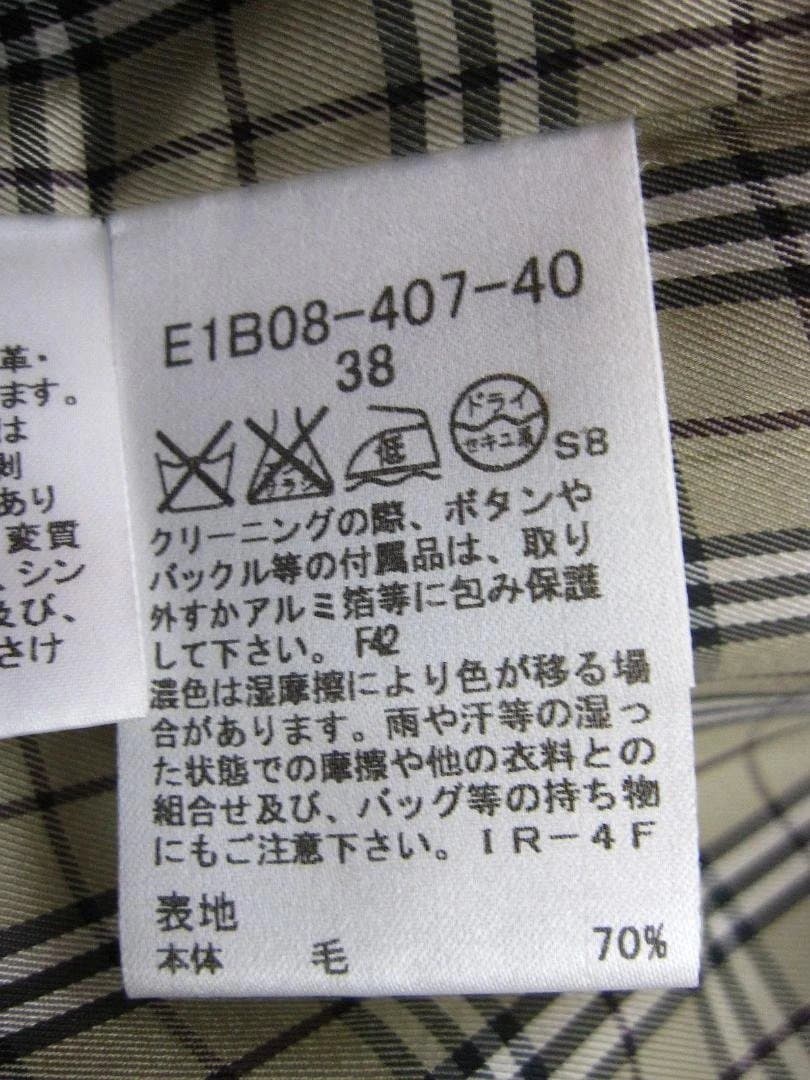 革・
ます。
は
剥
あり
変質
、シン
及び、
さけ
E1B08-407-40
38
低
ドライ
セキユ系
SB
クリーニングの際、ボタンや
バックル等の付属品は、取り
外すかアルミ箔等に包み保護
して下さい。 F42
濃色は湿摩擦により色が移る場
合があります。雨や汗等の湿っ
た状態での摩擦や他の衣料との
組合せ及び、バッグ等の持ち物
にもご注意下さい。IR-4F
表地
本体 毛 70%